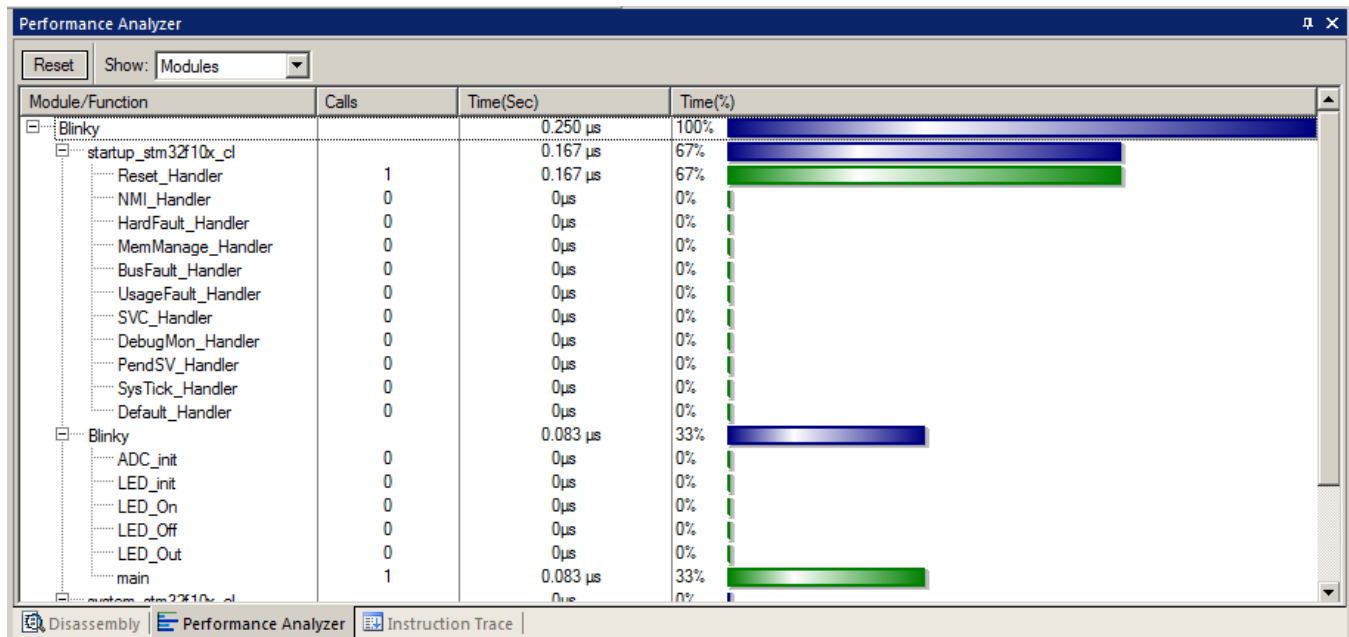 Performance Analyzer
Reset Show: Modules
Module/Function Calls Time(Sec) Time(%)
Blinky 0.250 µs 100%
startup_stm32f10x_cl 0.167 µs 67%
Reset_Handler 1 0.167 µs 67%
NMI_Handler 0 0µs 0%
HardFault_Handler 0 0µs 0%
MemManage_Handler 0 0µs 0%
BusFault_Handler 0 0µs 0%
UsageFault_Handler 0 0µs 0%
SVC_Handler 0 0µs 0%
DebugMon_Handler 0 0µs 0%
PendSV_Handler 0 0µs 0%
SysTick_Handler 0 0µs 0%
Default_Handler 0 0µs 0%
Blinky 0.083 µs 33%
ADC_init 0 0µs 0%
LED_init 0 0µs 0%
LED_On 0 0µs 0%
LED_Off 0 0µs 0%
LED_Out 0 0µs 0%
main 1 0.083 µs 33%
system_stm32f10x_cl 0µs 0%
Disassembly Performance Analyzer Instruction Trace